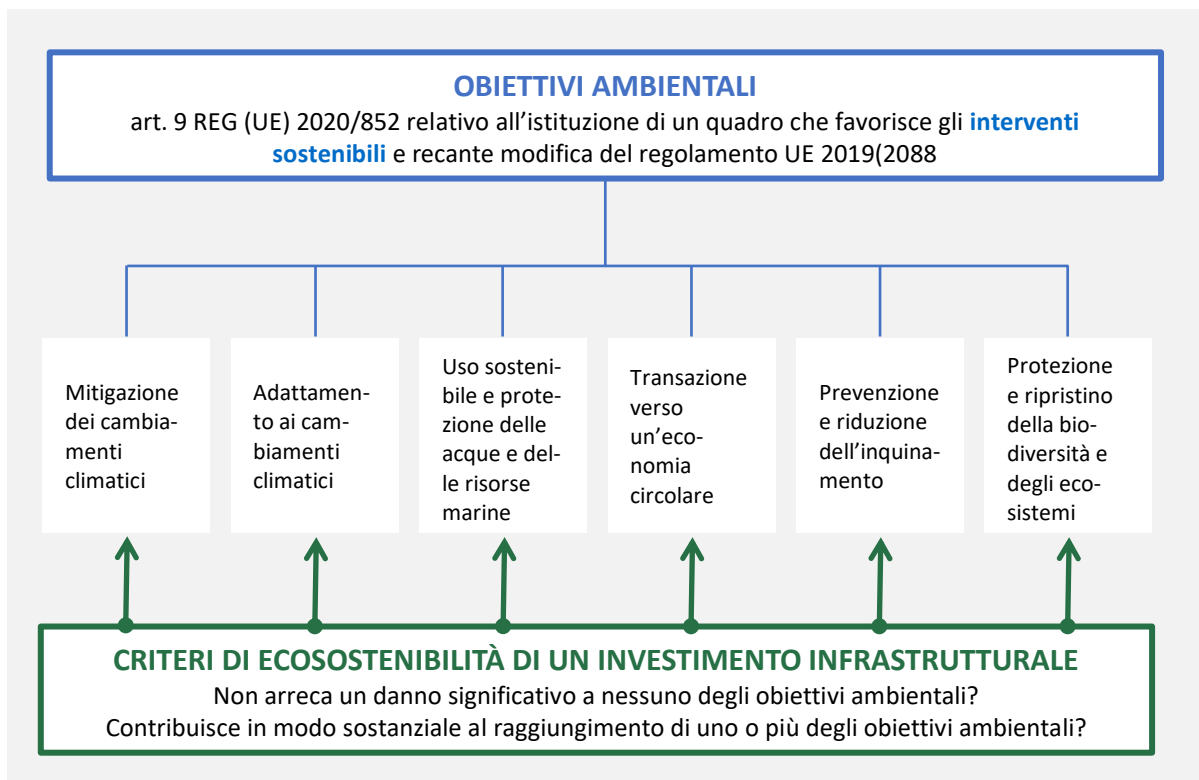 OBIETTIVI AMBIENTALI
art. 9 REG (UE) 2020/852 relativo all’istituzione di un quadro che favorisce gli interventi
sostenibili e recante modifica del regolamento UE 2019(2088
Mitigazione
dei cambia-
menti
climatici
Adattamen-
to ai cam-
biamenti
climatici
Uso sosteni-
bile e prote-
zione delle
acque e del-
le risorse
marine
Transazione
verso
un’eco-
nomia
circolare
Prevenzione
e riduzione
dell’inquina-
mento
Protezione
e ripristino
della bio-
diversità e
degli eco-
sistemi
CRITERI DI ECOSOSTENIBILITÀ DI UN INVESTIMENTO INFRASTRUTTURALE
Non arreca un danno significativo a nessuno degli obiettivi ambientali?
Contribuisce in modo sostanziale al raggiungimento di uno o più degli obiettivi ambientali?